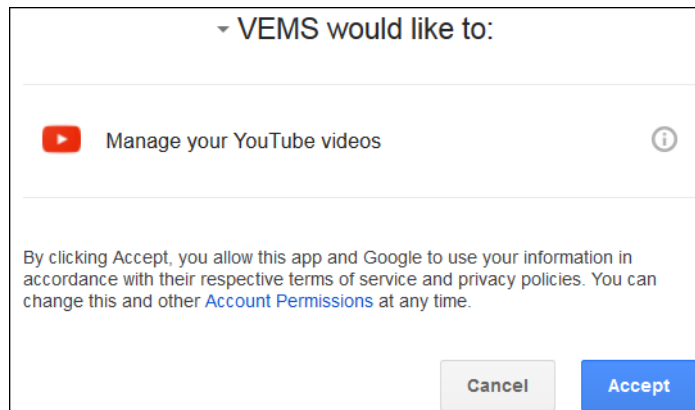 VEMS would like to:
Manage your YouTube videos
By clicking Accept, you allow this app and Google to use your information in
accordance with their respective terms of service and privacy policies. You can
change this and other Account Permissions at any time.
Cancel
Accept